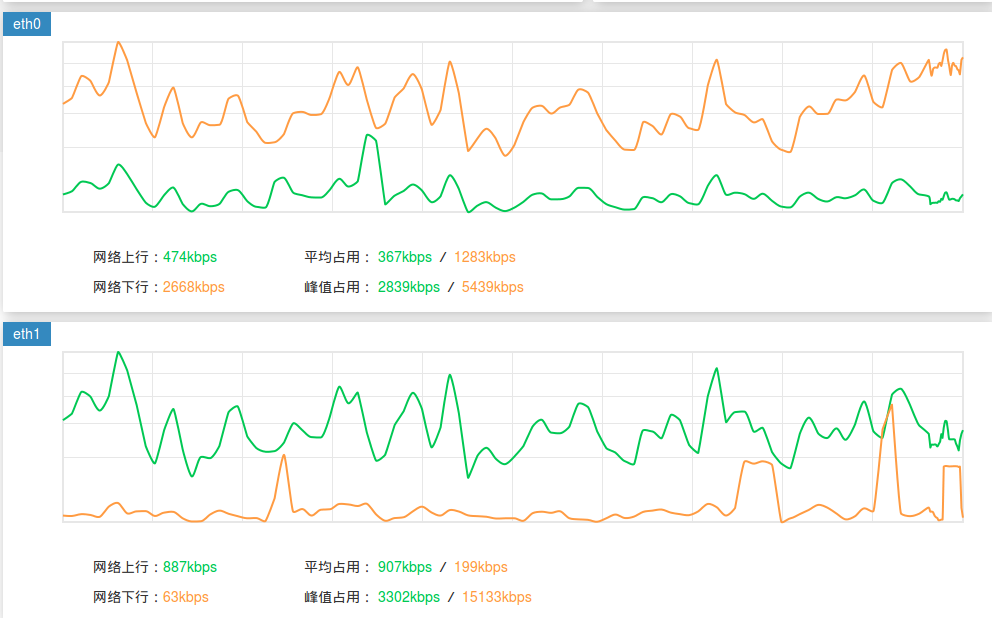 eth0
网络上行：474kbps 平均占用： 367kbps / 1283kbps
网络下行：2668kbps 峰值占用： 2839kbps / 5439kbps
eth1
网络上行：887kbps 平均占用： 907kbps / 199kbps
网络下行：63kbps 峰值占用： 3302kbps / 15133kbps